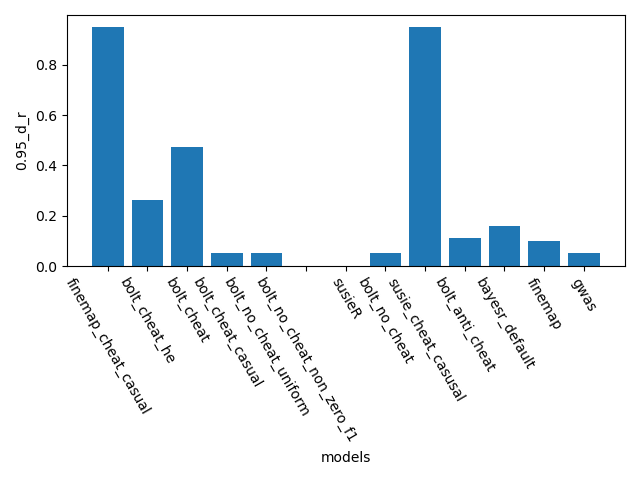 0.95_d_r
0.8
0.6
0.4
0.2
0.0
finemap_cheat_casual
bolt_cheat_he
bolt_cheat
bolt_cheat_casual
bolt_no_cheat_uniform
bolt_no_cheat_non_zero_f1
susieR
bolt_no_cheat
susie_cheat_casusal
bolt_anti_cheat
bayesr_default
finemap
gwas
models